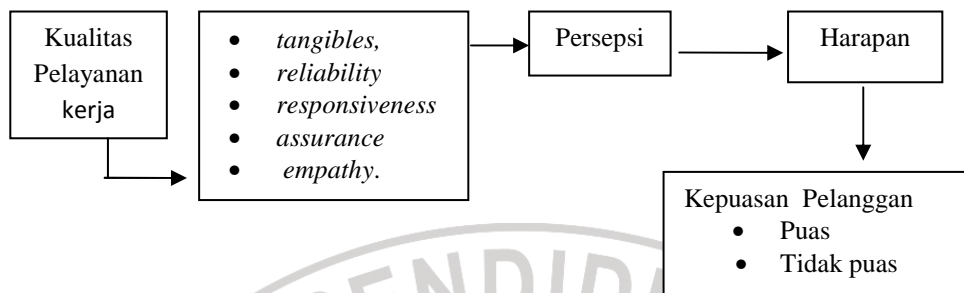 Kualitas
Pelayanan
kerja
• tangibles,
• reliability
• responsiveness
• assurance
• empathy.
Persepsi
Harapan
Kepuasan Pelanggan
• Puas
• Tidak puas